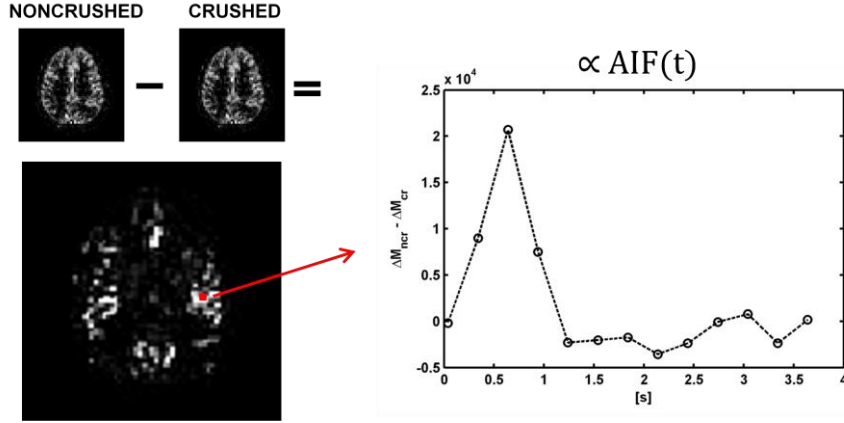 NONCRUSHED CRUSHED
− =
∝ AIF(t)
x 10⁴
2.5
2
1.5
1
0.5
0
-0.5
ΔM_ncr - ΔM_cr
0 0.5 1 1.5 2 2.5 3 3.5 4
[s]